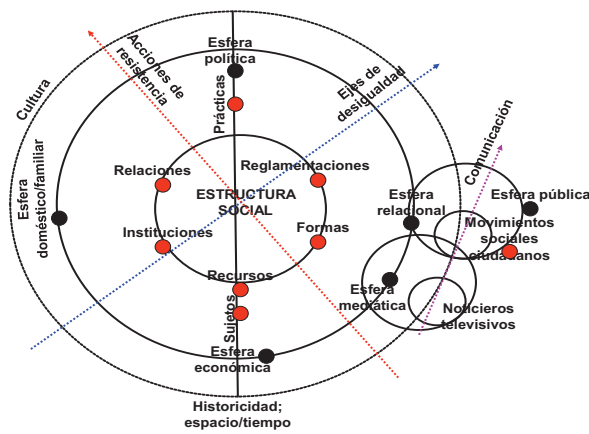 Esfera
política
Acciones de
resistencia
Cultura
Prácticas
Ejes de
desigualdad
Comunicación
Relaciones
Reglamentaciones
ESTRUCTURA
SOCIAL
Esfera
doméstico/familiar
Esfera
relacional
Esfera pública
Instituciones
Formas
Movimientos
sociales
ciudadanos
Recursos
Sujetos
Esfera
mediática
Noticieros
televisivos
Esfera
económica
Historicidad;
espacio/tiempo